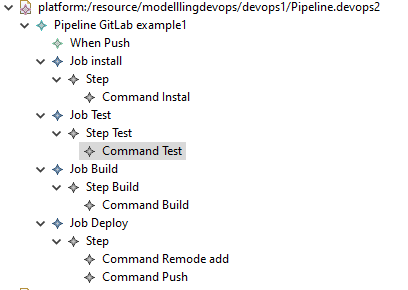 platform:/resource/modelllingdevops/devops1/Pipeline.devops2
Pipeline GitLab example1
When Push
Job install
Step
Command Instal
Job Test
Step Test
Command Test
Job Build
Step Build
Command Build
Job Deploy
Step
Command Remode add
Command Push